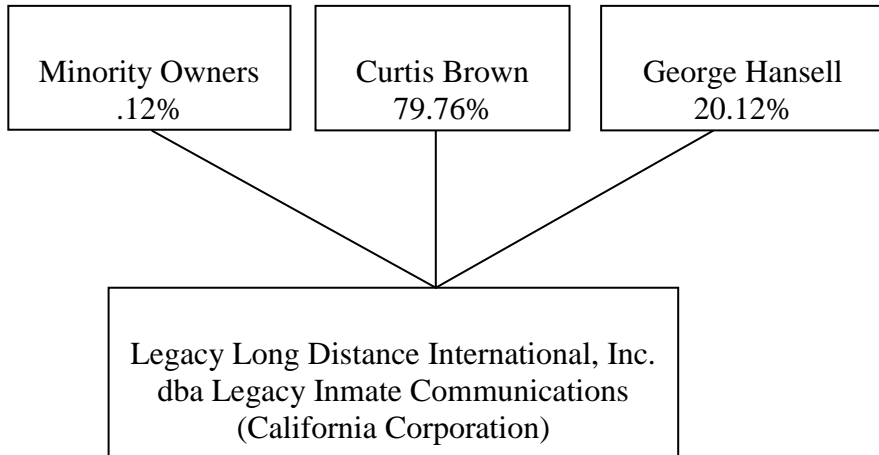 Minority Owners
.12%
Curtis Brown
79.76%
George Hansell
20.12%
Legacy Long Distance International, Inc.
dba Legacy Inmate Communications
(California Corporation)